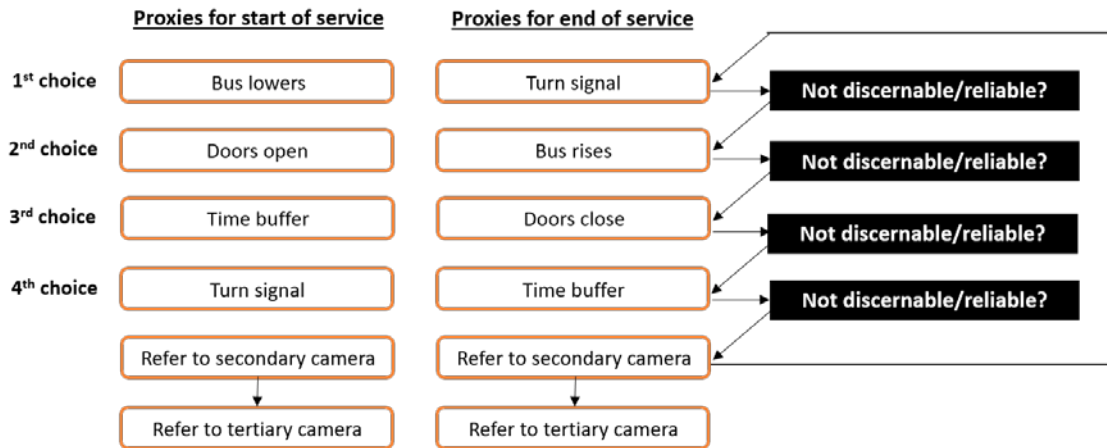 Proxies for start of service
Proxies for end of service
1st choice
Bus lowers
Turn signal
Not discernable/reliable?
2nd choice
Doors open
Bus rises
Not discernable/reliable?
3rd choice
Time buffer
Doors close
Not discernable/reliable?
4th choice
Turn signal
Time buffer
Not discernable/reliable?
Refer to secondary camera
Refer to secondary camera
Refer to tertiary camera
Refer to tertiary camera